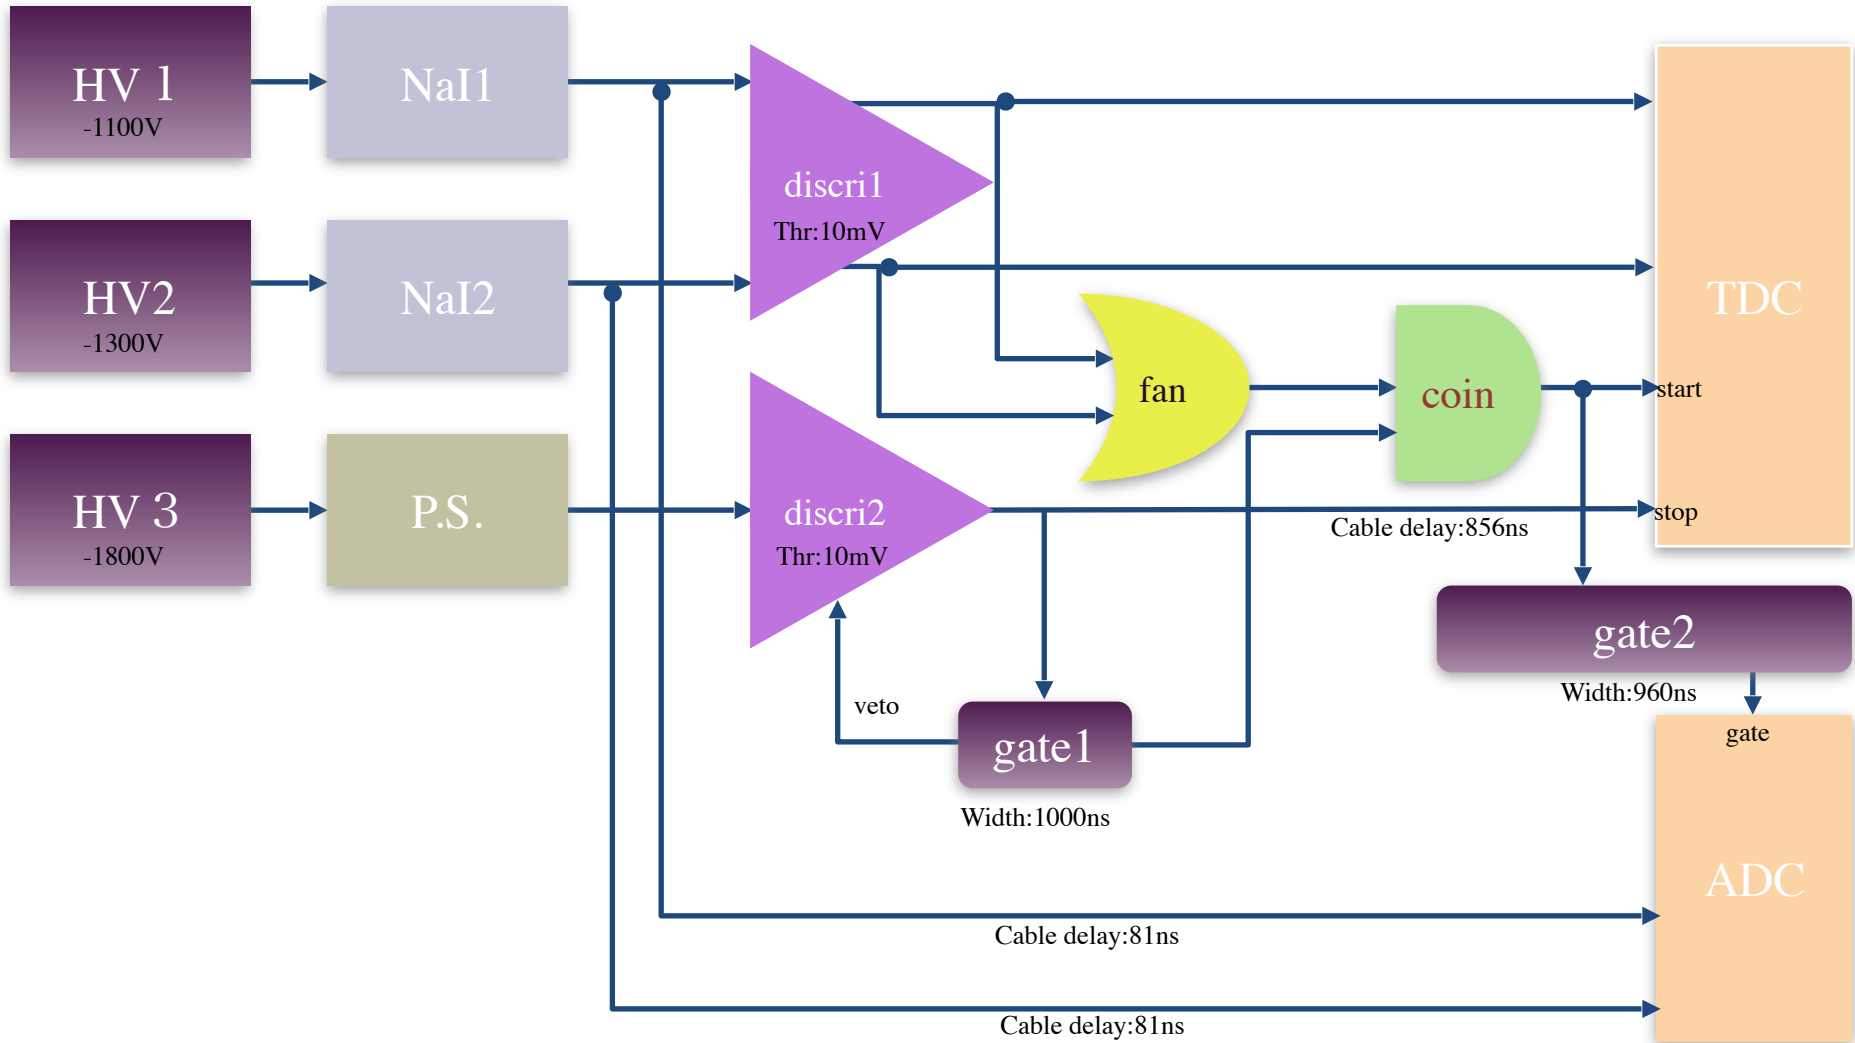 HV 1
-1100V
NaI1
discri1
Thr:10mV
HV2
-1300V
NaI2
TDC
fan
coin
start
HV 3
-1800V
P.S.
discri2
Thr:10mV
stop
Cable delay:856ns
gate2
Width:960ns
veto
gate1
Width:1000ns
gate
ADC
Cable delay:81ns
Cable delay:81ns